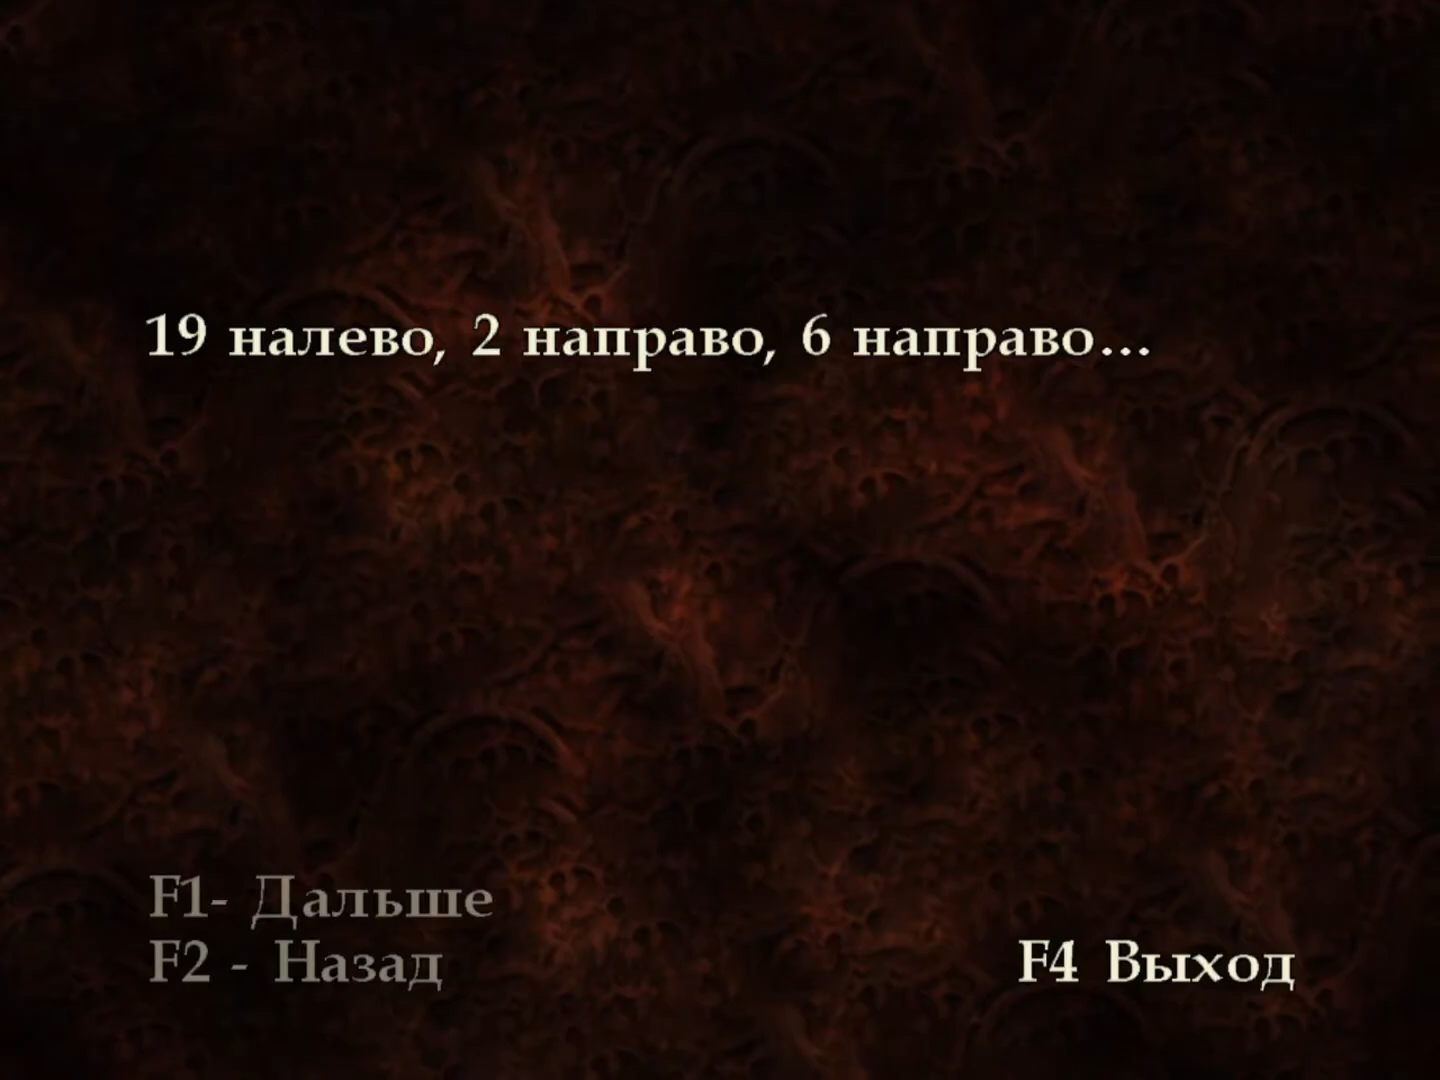 19 налево, 2 направо, 6 направо...
F1- Дальше
F2 - Назад
F4 Выход